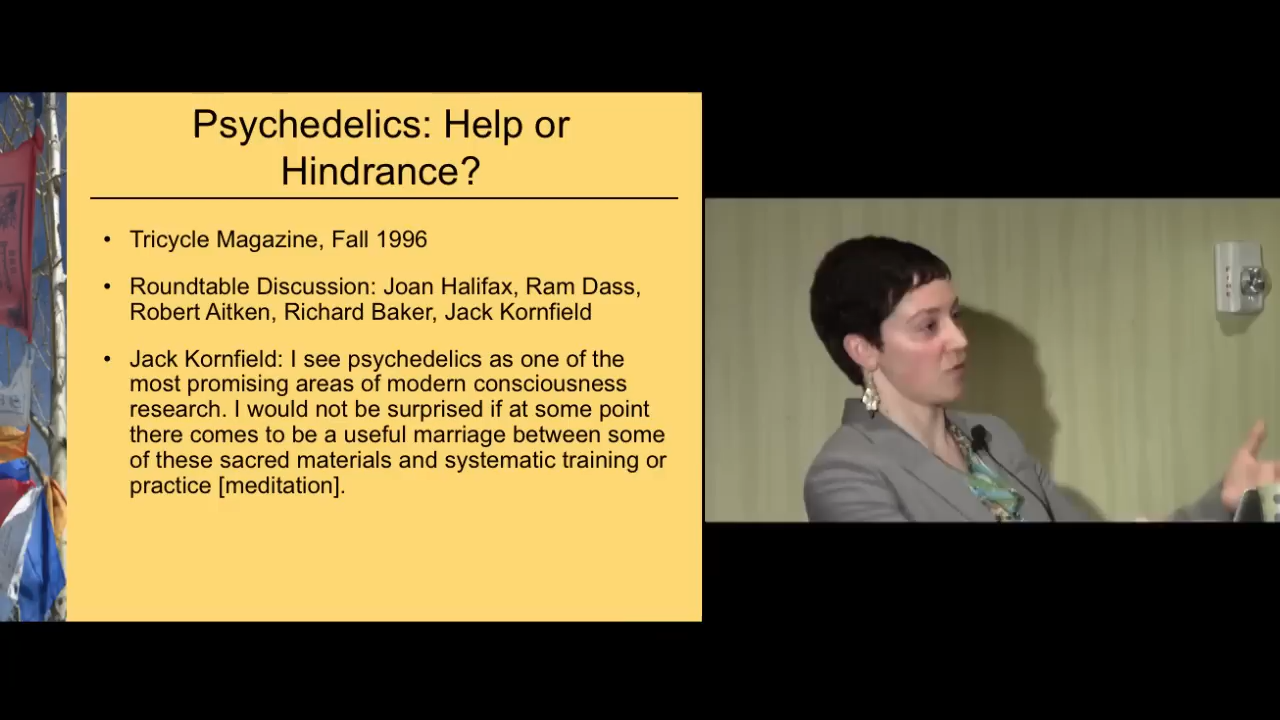 Psychedelics: Help or
Hindrance?
• Tricycle Magazine, Fall 1996
• Roundtable Discussion: Joan Halifax, Ram Dass,
Robert Aitken, Richard Baker, Jack Kornfield
• Jack Kornfield: I see psychedelics as one of the
most promising areas of modern consciousness
research. I would not be surprised if at some point
there comes to be a useful marriage between some
of these sacred materials and systematic training or
practice [meditation].